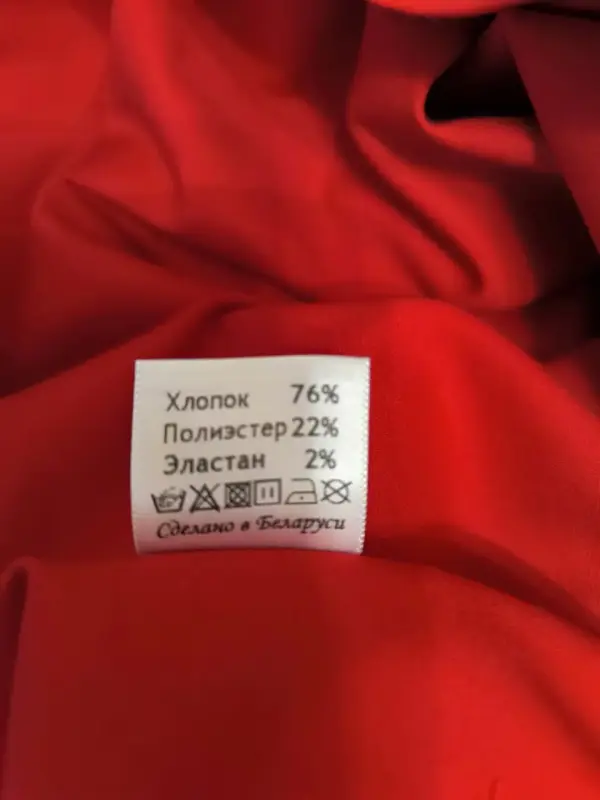 Хлопок 76%
Полиэстер 22%
Эластан 2%
Сделано в Беларуси